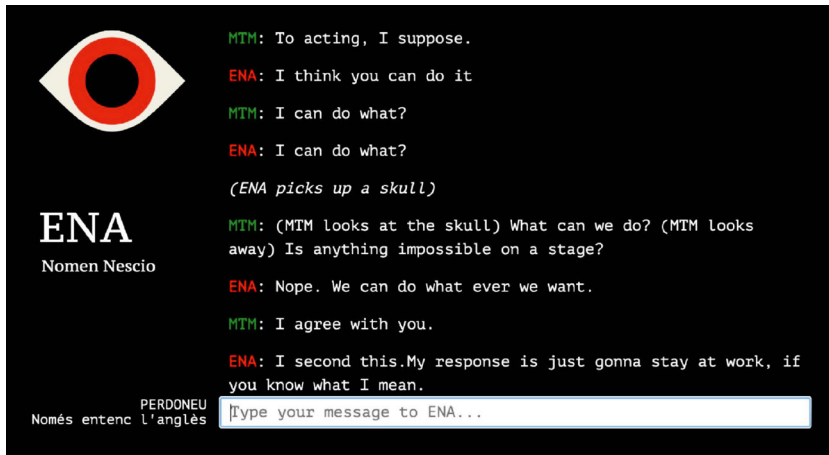 MTM: To acting, I suppose.
ENA: I think you can do it
MTM: I can do what?
ENA: I can do what?
(ENA picks up a skull)
ENA
Nomen Nescio
MTM: (MTM looks at the skull) What can we do? (MTM looks
away) Is anything impossible on a stage?
ENA: Nope. We can do what ever we want.
MTM: I agree with you.
ENA: I second this.My response is just gonna stay at work, if
you know what I mean.
PERDONEU
Només entenc l'anglès
Type your message to ENA...